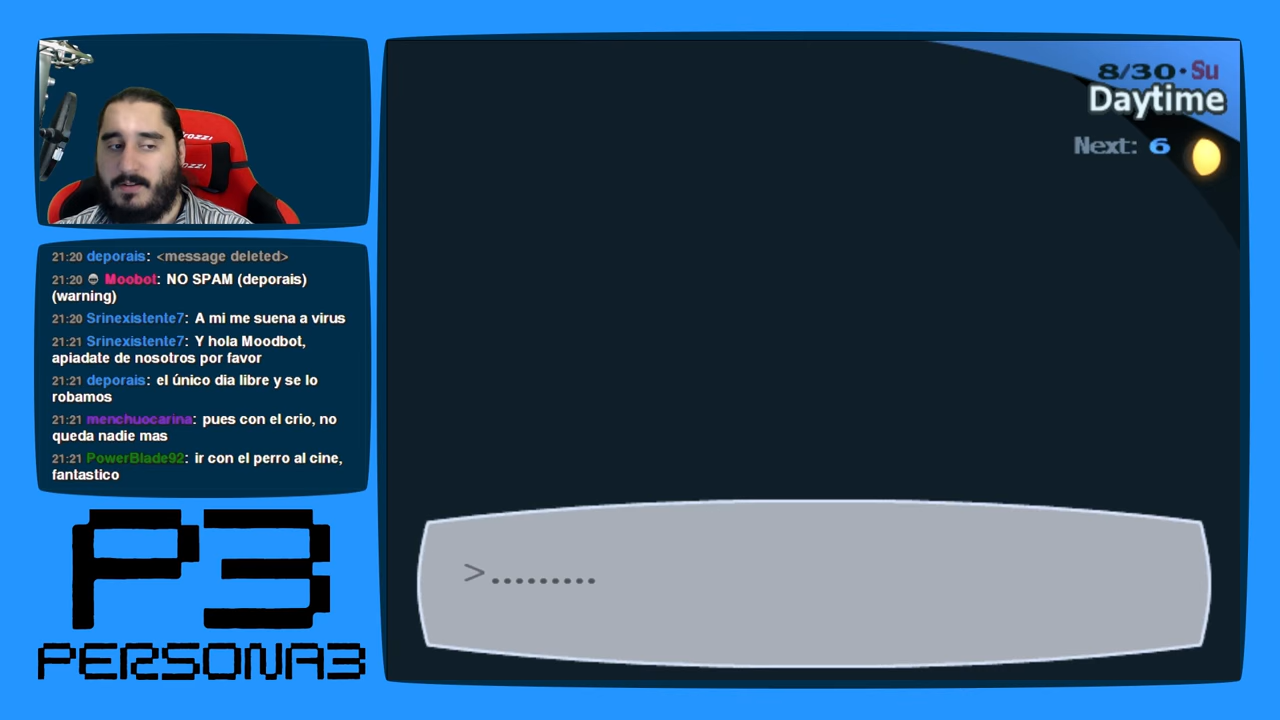 21:20 deporais: <message deleted>
21:20 Moobot: NO SPAM (deporais)
(warning)
21:20 Srinexistente7: A mi me suena a virus
21:21 Srinexistente7: Y hola Moodbot,
apiadate de nosotros por favor
21:21 deporais: el único dia libre y se lo
robamos
21:21 menchuocarina: pues con el crio, no
queda nadie mas
21:21 PowerBlade92: ir con el perro al cine,
fantastico
P3
PERSONA3
rozzi
8/30·Su
Daytime
Next: 6
>.........